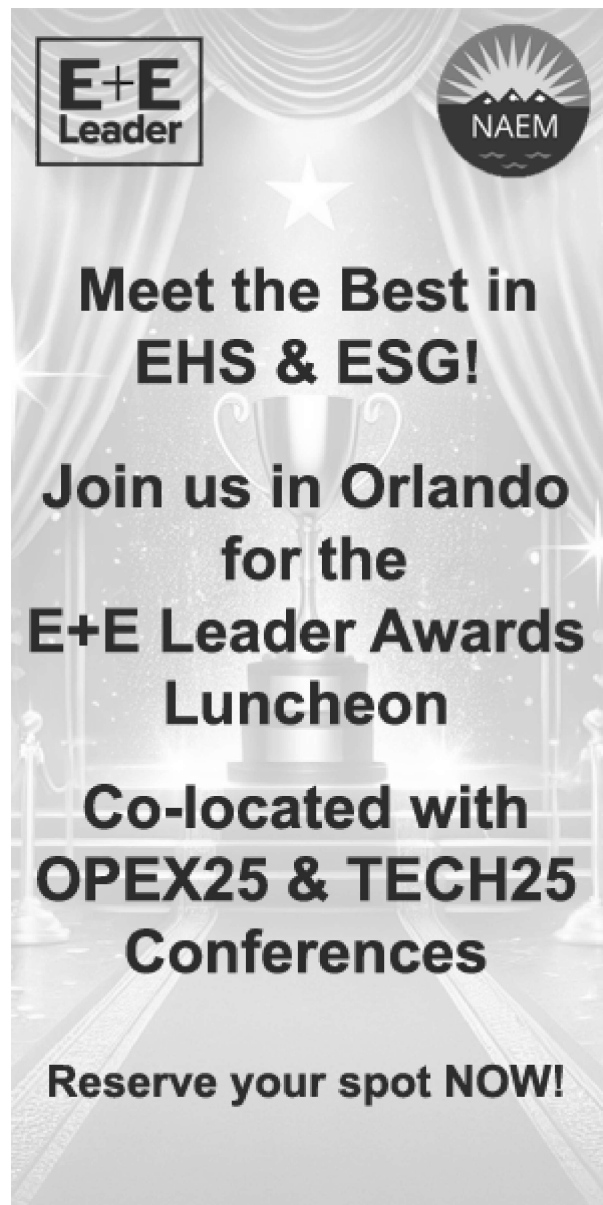 E+E
Leader
NAEM
Meet the Best in
EHS & ESG!
Join us in Orlando
for the
E+E Leader Awards
Luncheon
Co-located with
OPEX25 & TECH25
Conferences
Reserve your spot NOW!